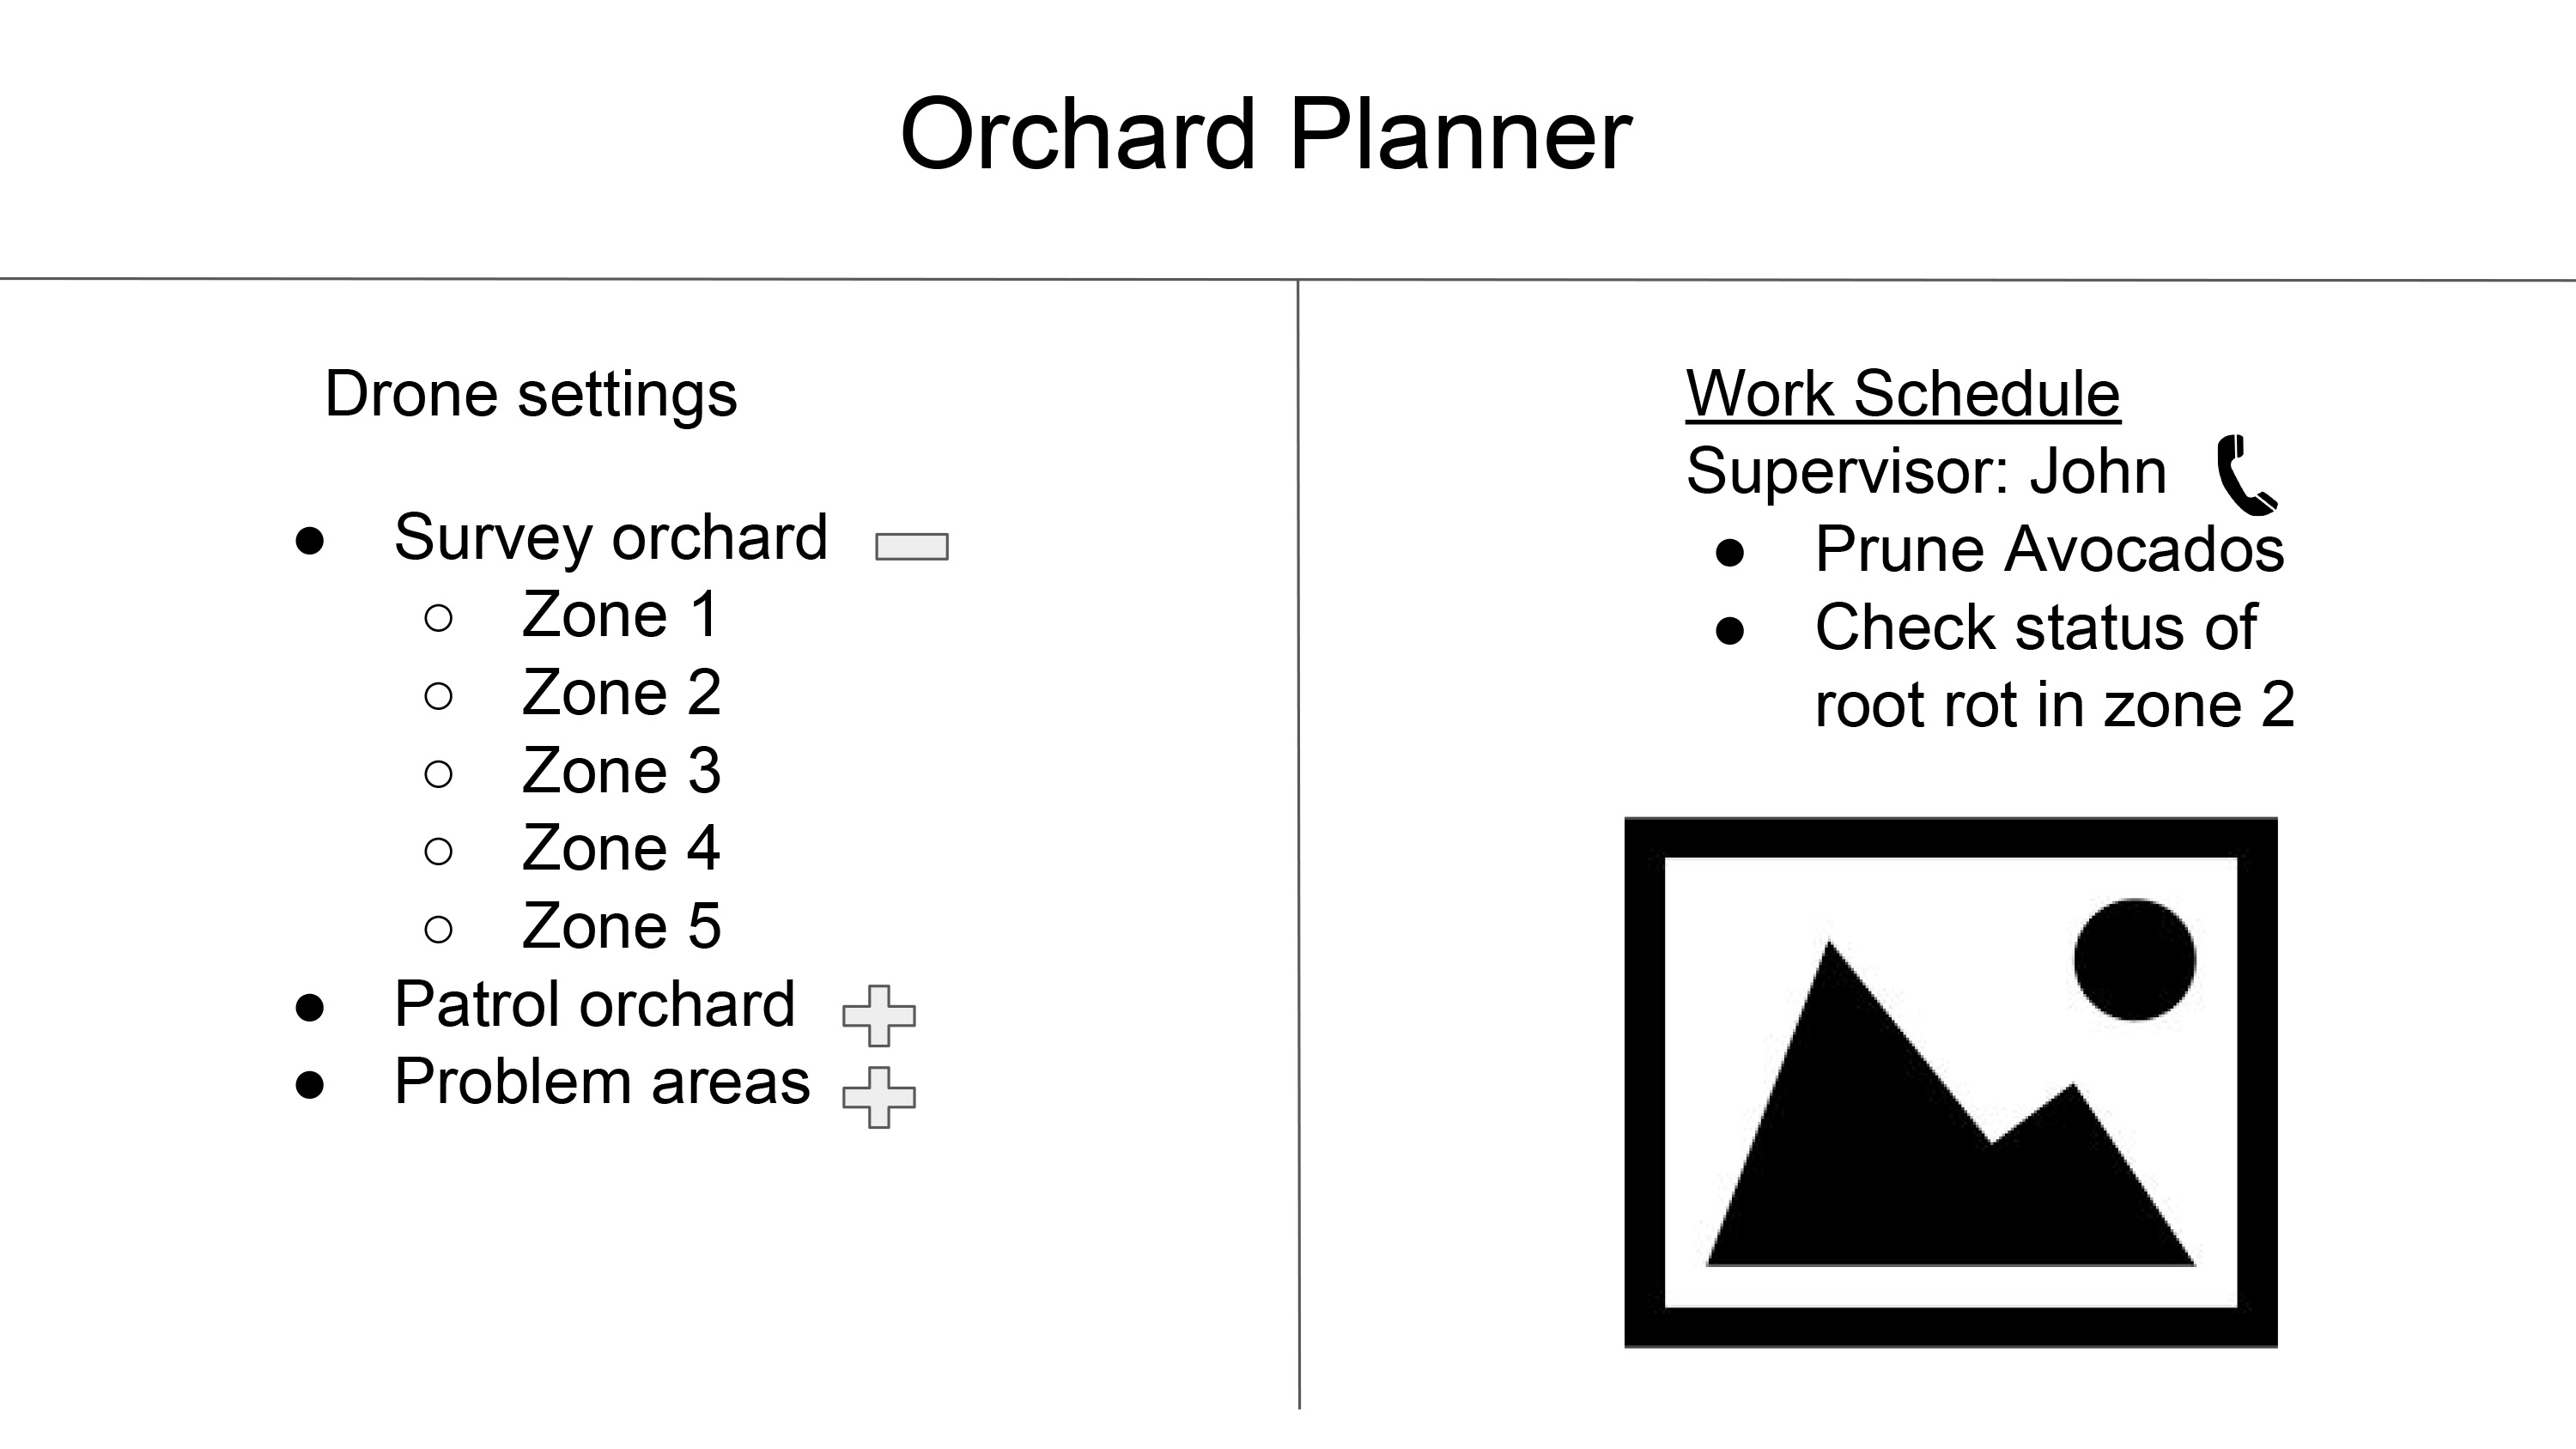 Orchard Planner
Drone settings
● Survey orchard
○ Zone 1
○ Zone 2
○ Zone 3
○ Zone 4
○ Zone 5
● Patrol orchard
● Problem areas
Work Schedule
Supervisor: John
● Prune Avocados
● Check status of
root rot in zone 2